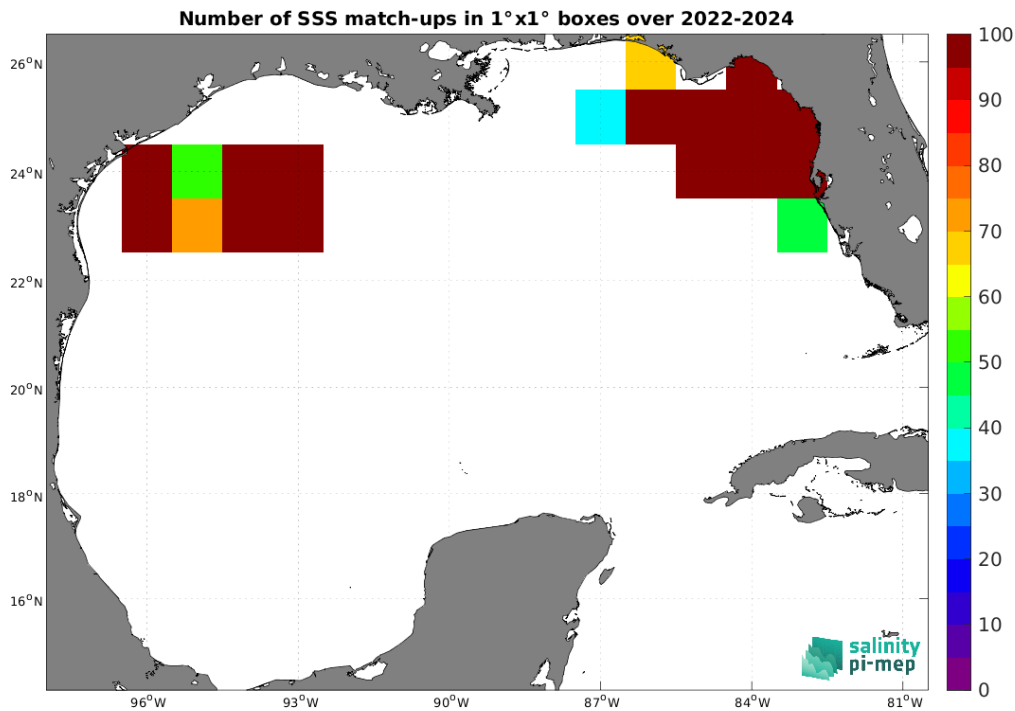 Number of SSS match-ups in 1°x1° boxes over 2022-2024
26°N
24°N
22°N
20°N
18°N
16°N
96°W
93°W
90°W
87°W
84°W
81°W
100
90
80
70
60
50
40
30
20
10
0
salinity
pi-mep